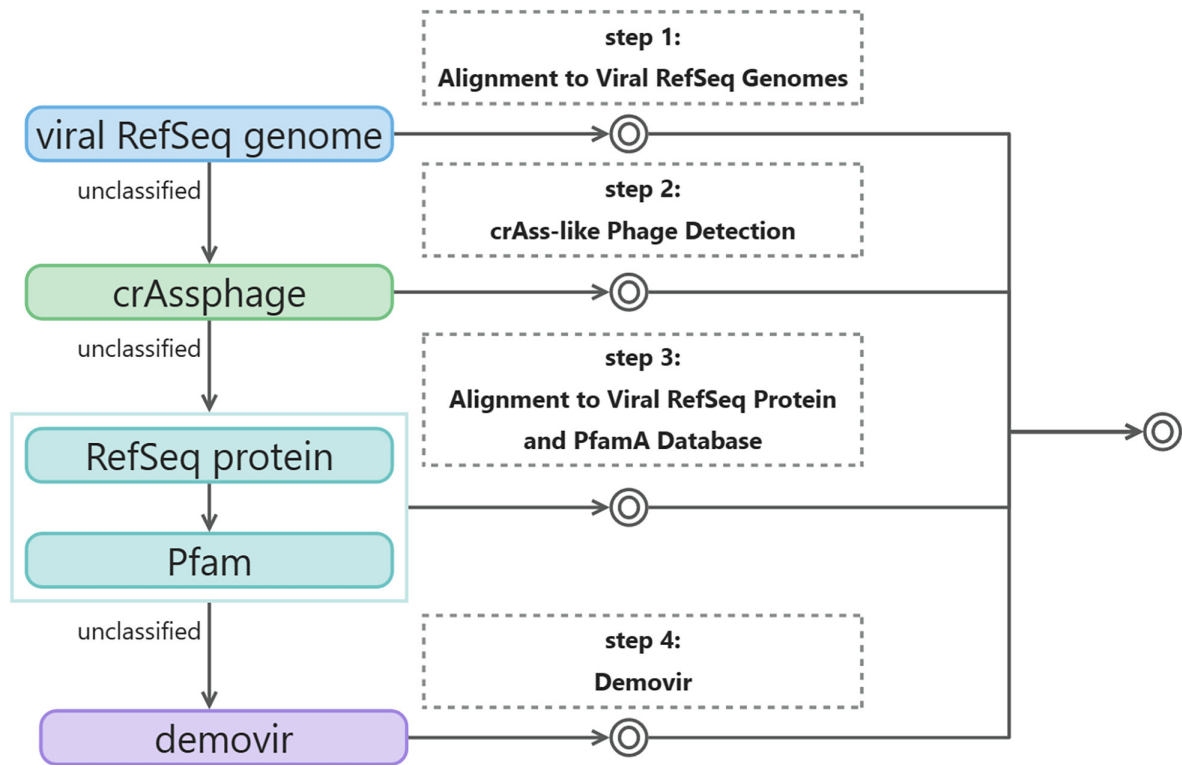 step 1:
Alignment to Viral RefSeq Genomes
viral RefSeq genome
unclassified
step 2:
crAss-like Phage Detection
crAssphage
unclassified
step 3:
Alignment to Viral RefSeq Protein
and PfamA Database
RefSeq protein
Pfam
unclassified
step 4:
Demovir
demovir